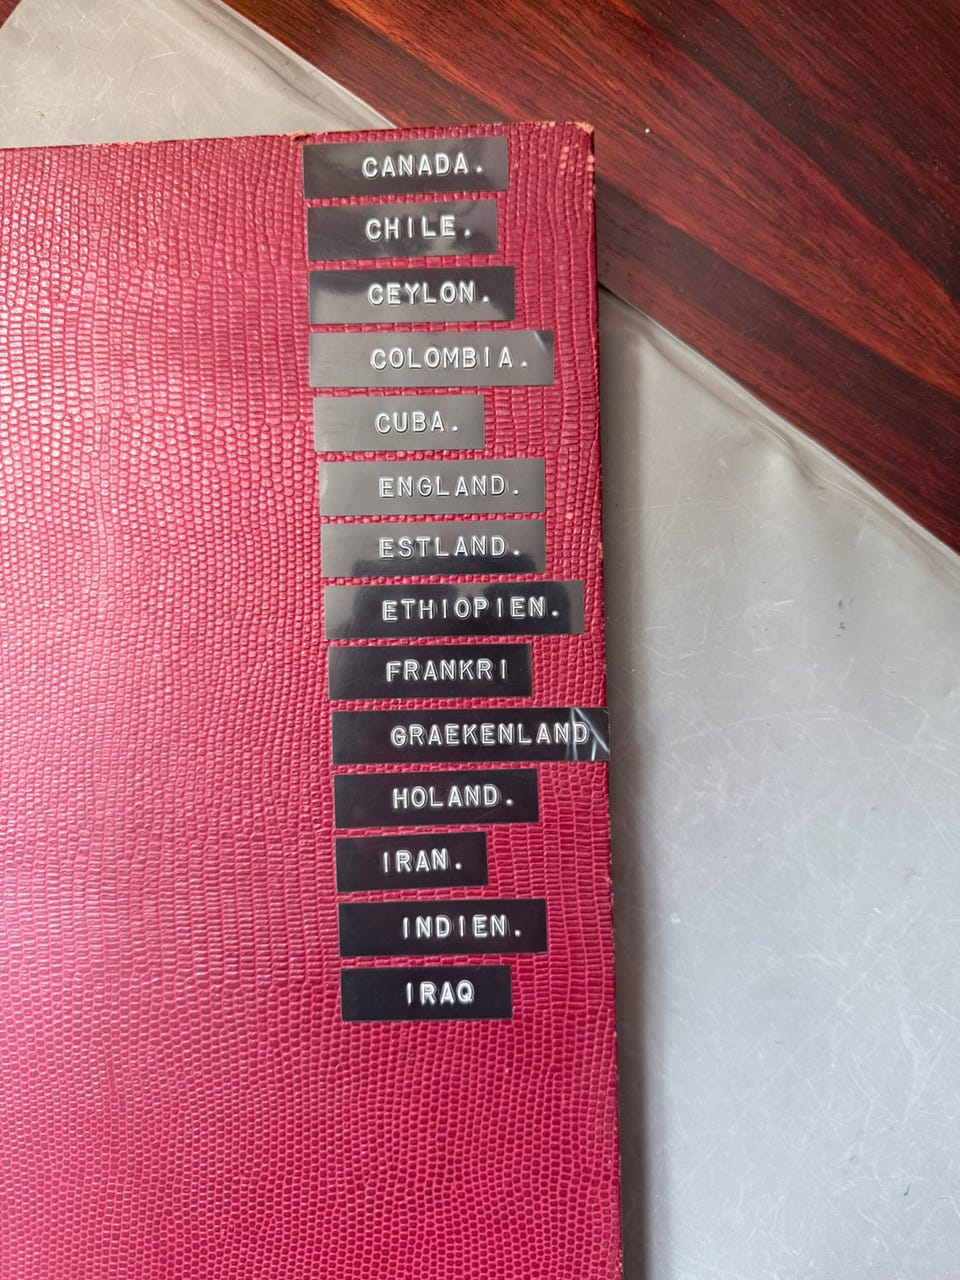 CANADA.
CHILE.
CEYLON.
COLOMBIA.
CUBA.
ENGLAND.
ESTLAND.
ETHIOPIEN.
FRANKRI
GRAEKENLAND
HOLAND.
IRAN.
INDIEN.
IRAQ